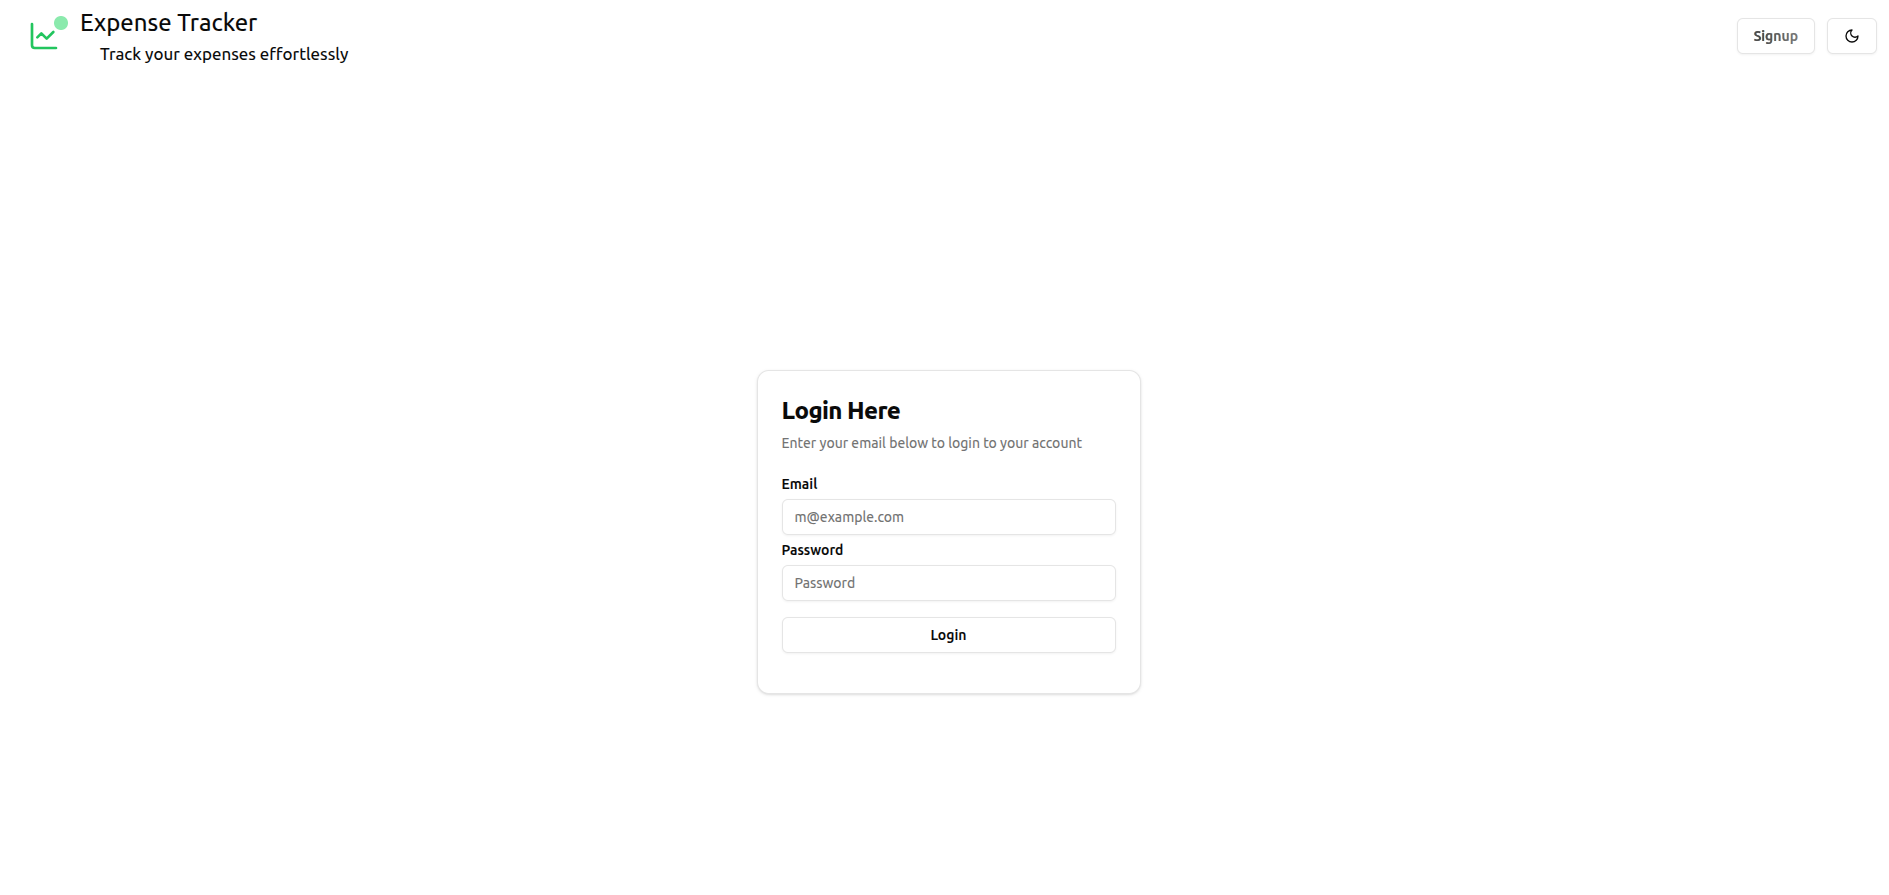 Expense Tracker
Track your expenses effortlessly
Signup
Login Here
Enter your email below to login to your account
Email
m@example.com
Password
Password
Login